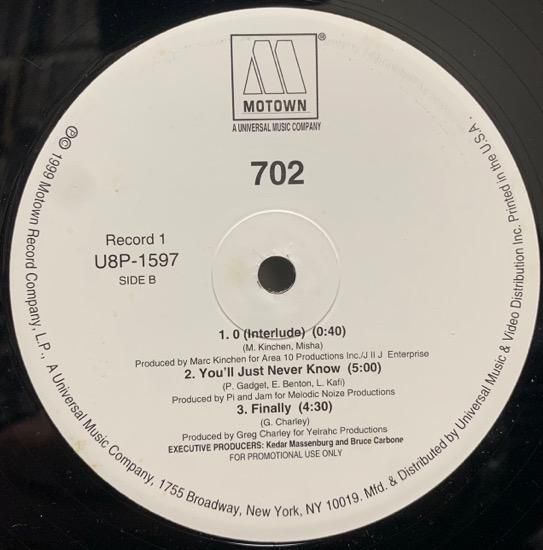 ®
MOTOWN
A UNIVERSAL MUSIC COMPANY
702
Record 1
U8P-1597
SIDE B
1. 0 (Interlude) (0:40)
(M. Kinchen, Misha)
Produced by Marc Kinchen for Area 10 Productions Inc./J II J Enterprise
2. You'll Just Never Know (5:00)
(P. Gadget, E. Benton, L. Kafi)
Produced by Pi and Jam for Melodic Noize Productions
3. Finally (4:30)
(G. Charley)
Produced by Greg Charley for Yelrahc Productions
EXECUTIVE PRODUCERS: Kedar Massenburg and Bruce Carbone
FOR PROMOTIONAL USE ONLY
℗ © 1999 Motown Record Company, L.P., A Universal Music Company, 1755 Broadway, New York, NY 10019. Mfd. & Distributed by Universal Music & Video Distribution Inc. Printed in the U.S.A.